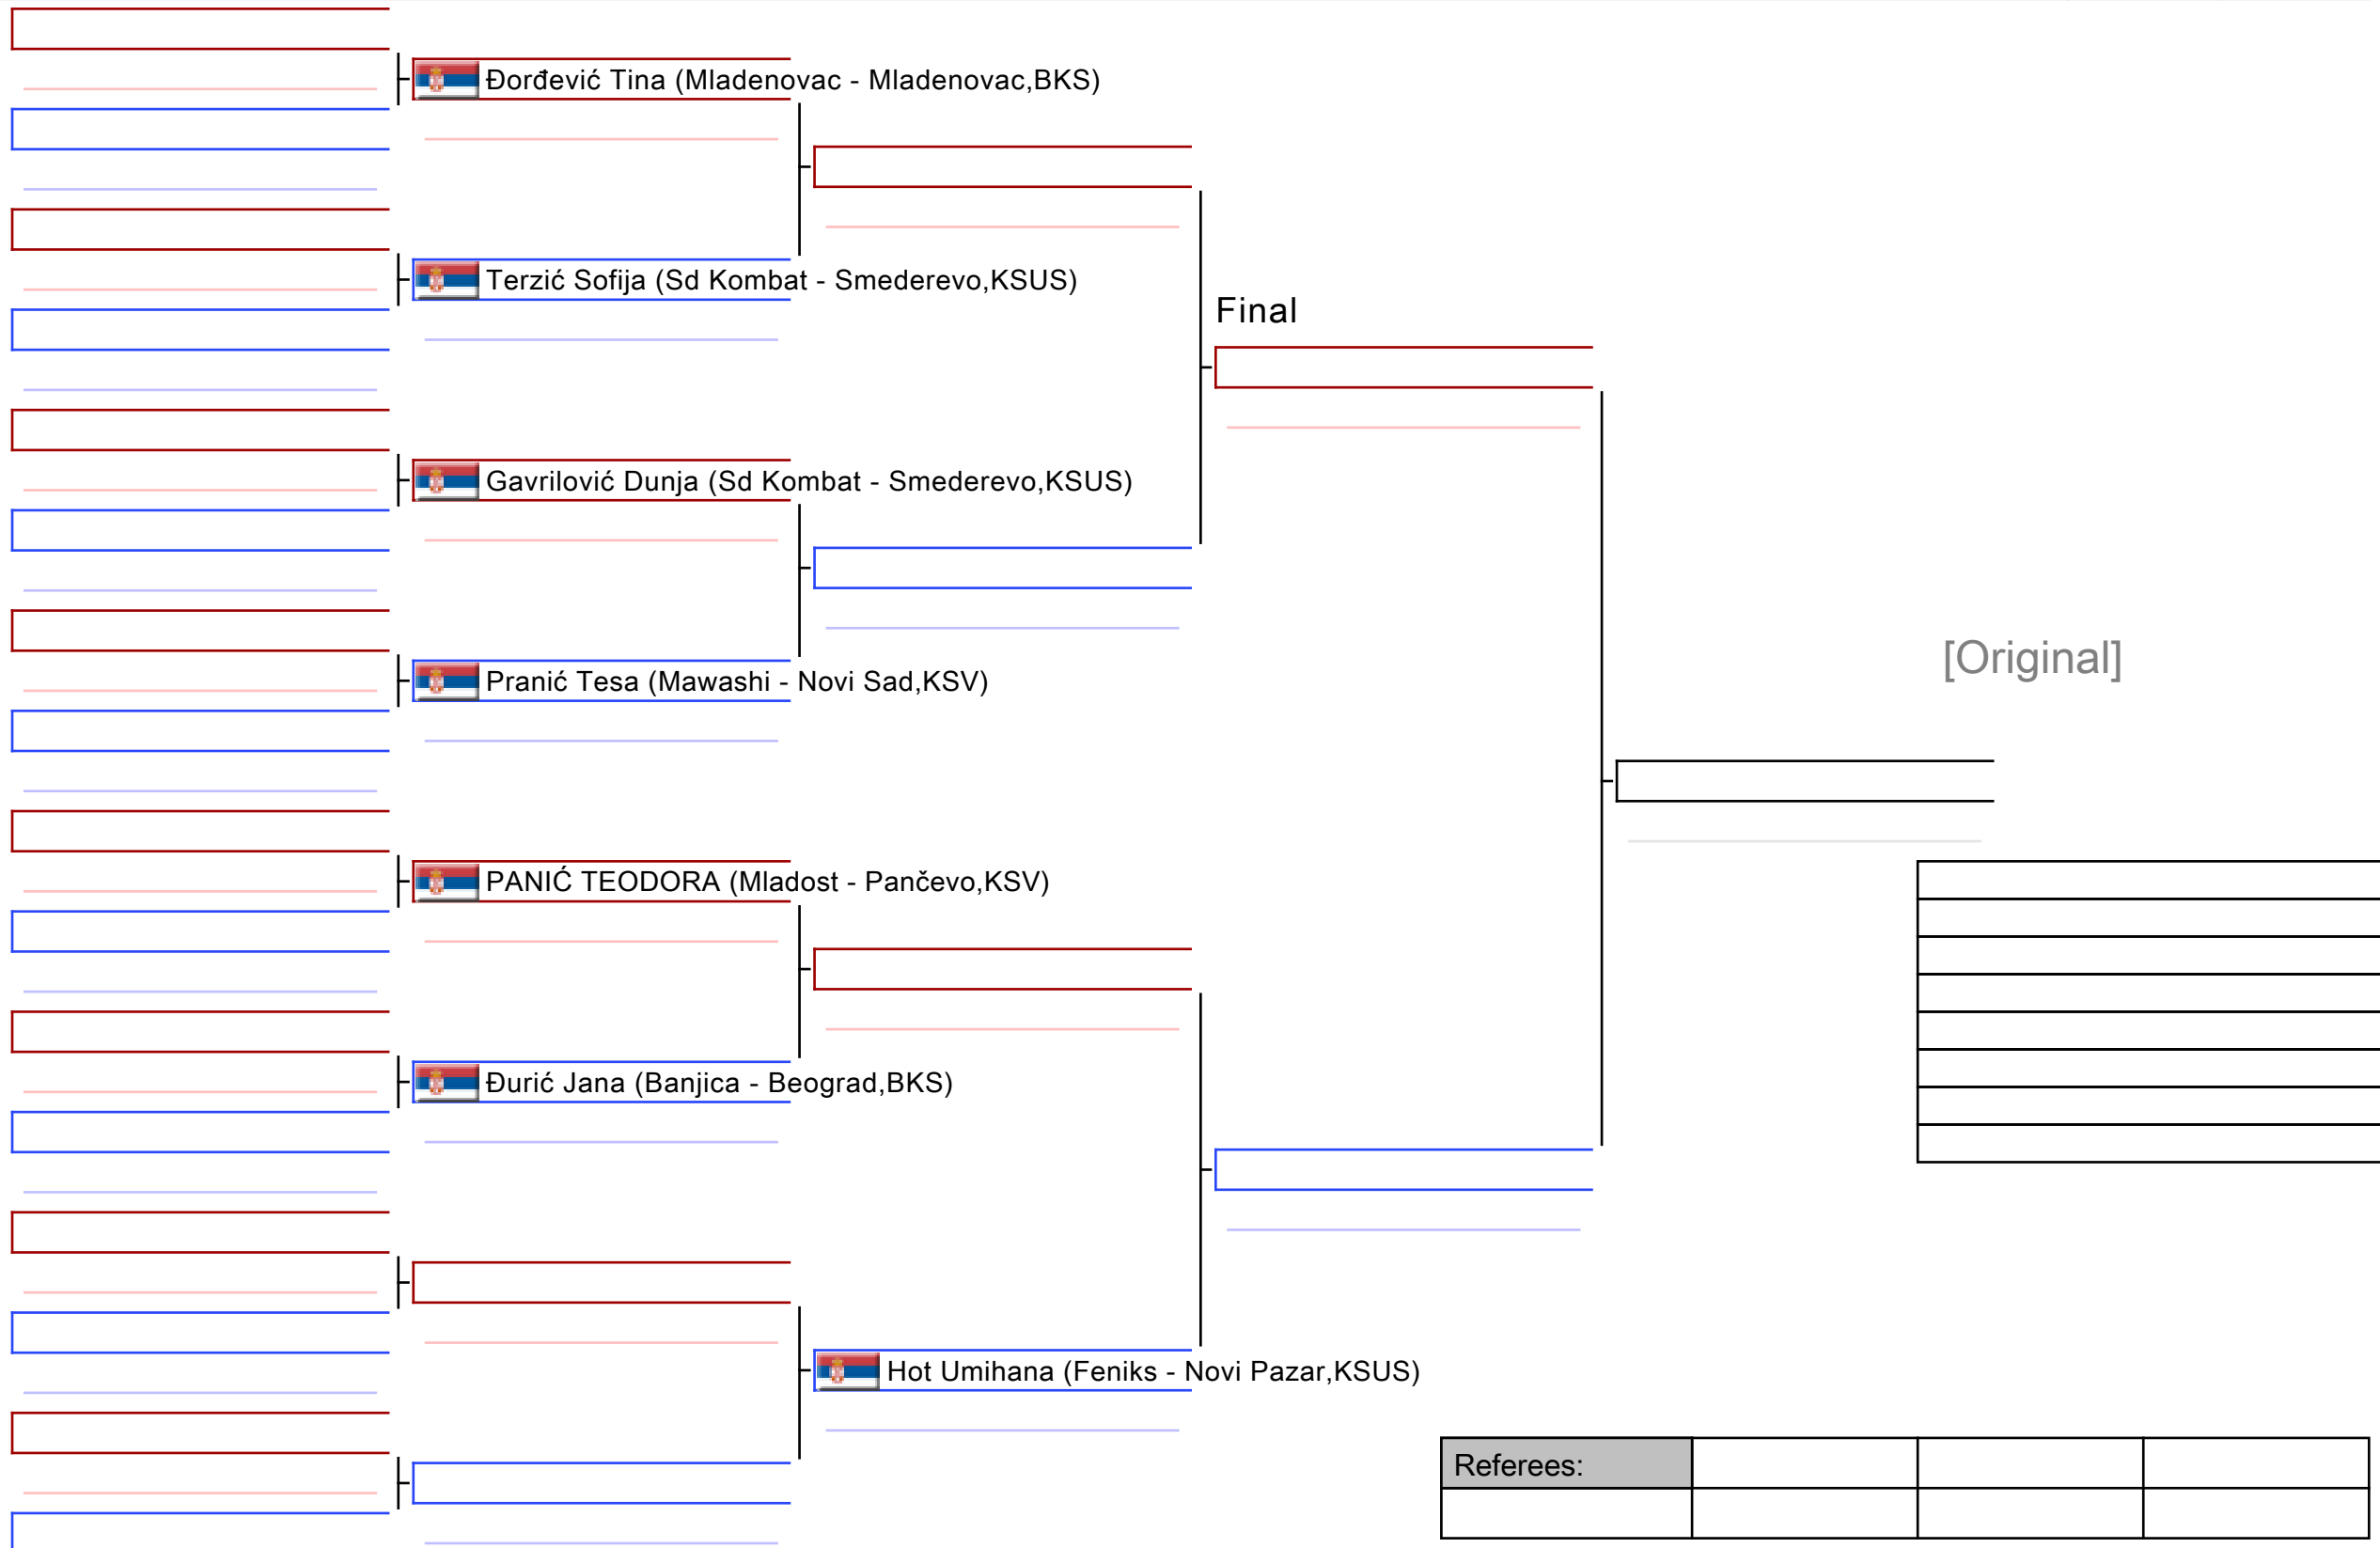 Đorđević Tina (Mladenovac - Mladenovac,BKS)
Terzić Sofija (Sd Kombat - Smederevo,KSUS)
Final
Gavrilović Dunja (Sd Kombat - Smederevo,KSUS)
[Original]
Pranić Tesa (Mawashi - Novi Sad,KSV)
PANIĆ TEODORA (Mladost - Pančevo,KSV)
Đurić Jana (Banjica - Beograd,BKS)
Hot Umihana (Feniks - Novi Pazar,KSUS)
Referees: